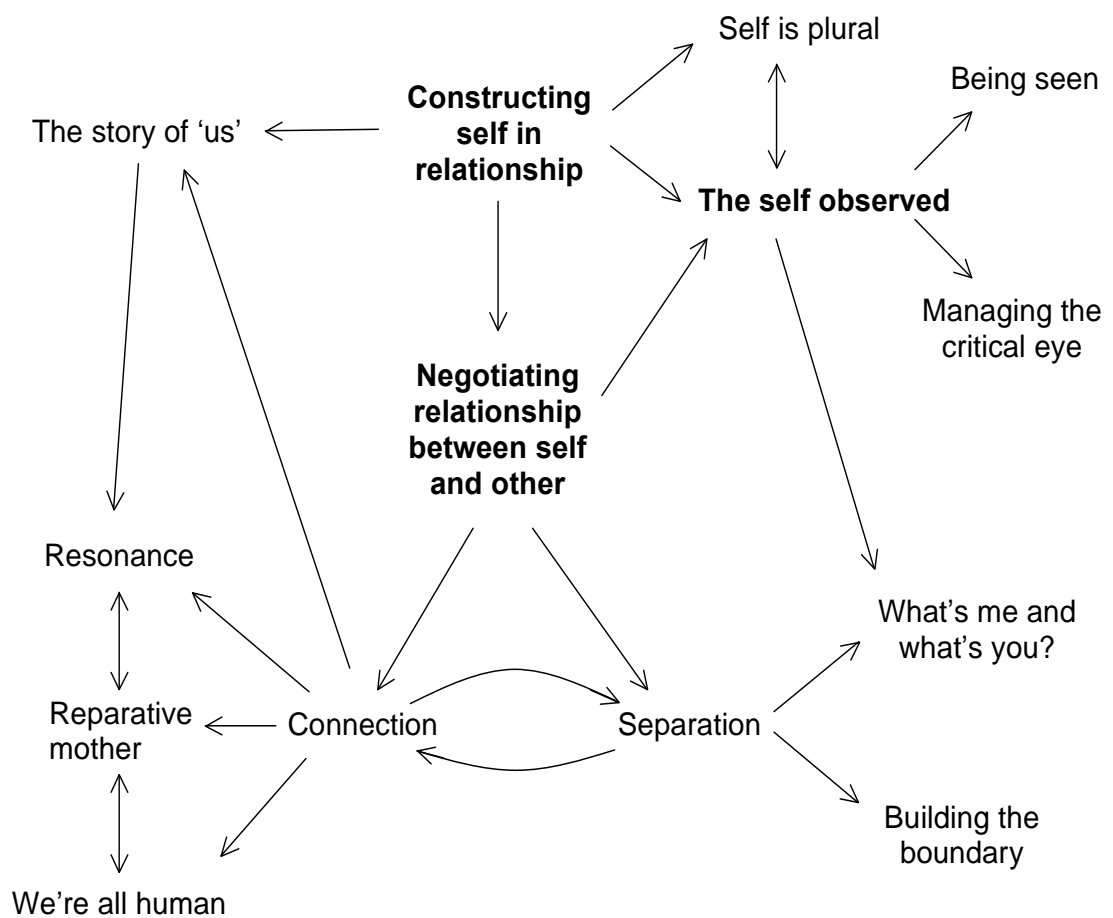 Self is plural
Being seen
Constructing
self in
relationship
The story of ‘us’
The self observed
Managing the
critical eye
Negotiating
relationship
between self
and other
Resonance
What’s me and
what’s you?
Reparative
mother
Connection
Separation
Building the
boundary
We’re all human